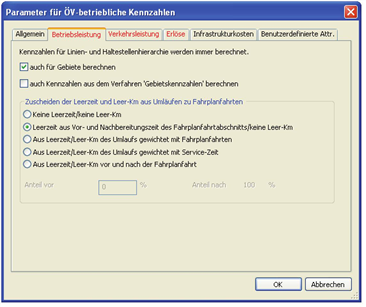 Parameter für ÖV-betriebliche Kennzahlen
Allgemein Betriebsleistung Verkehrsleistung Erlöse Infrastrukturkosten Benutzerdefinierte Attr.
Kennzahlen für Linien- und Haltestellenhierarchie werden immer berechnet.
auch für Gebiete berechnen
auch Kennzahlen aus dem Verfahren 'Gebietskennzahlen' berechnen
Zuscheiden der Leerzeit und Leer-Km aus Umläufen zu Fahrplanfahrten
Keine Leerzeit/keine Leer-Km
Leerzeit aus Vor- und Nachbereitungszeit des Fahrplanfahrtabschnitts/keine Leer-Km
Aus Leerzeit/Leer-Km des Umlaufs gewichtet mit Fahrplanfahrten
Aus Leerzeit/Leer-Km des Umlaufs gewichtet mit Service-Zeit
Aus Leerzeit/Leer-Km vor und nach der Fahrplanfahrt
Anteil vor 0 % Anteil nach 100 %
OK Abbrechen